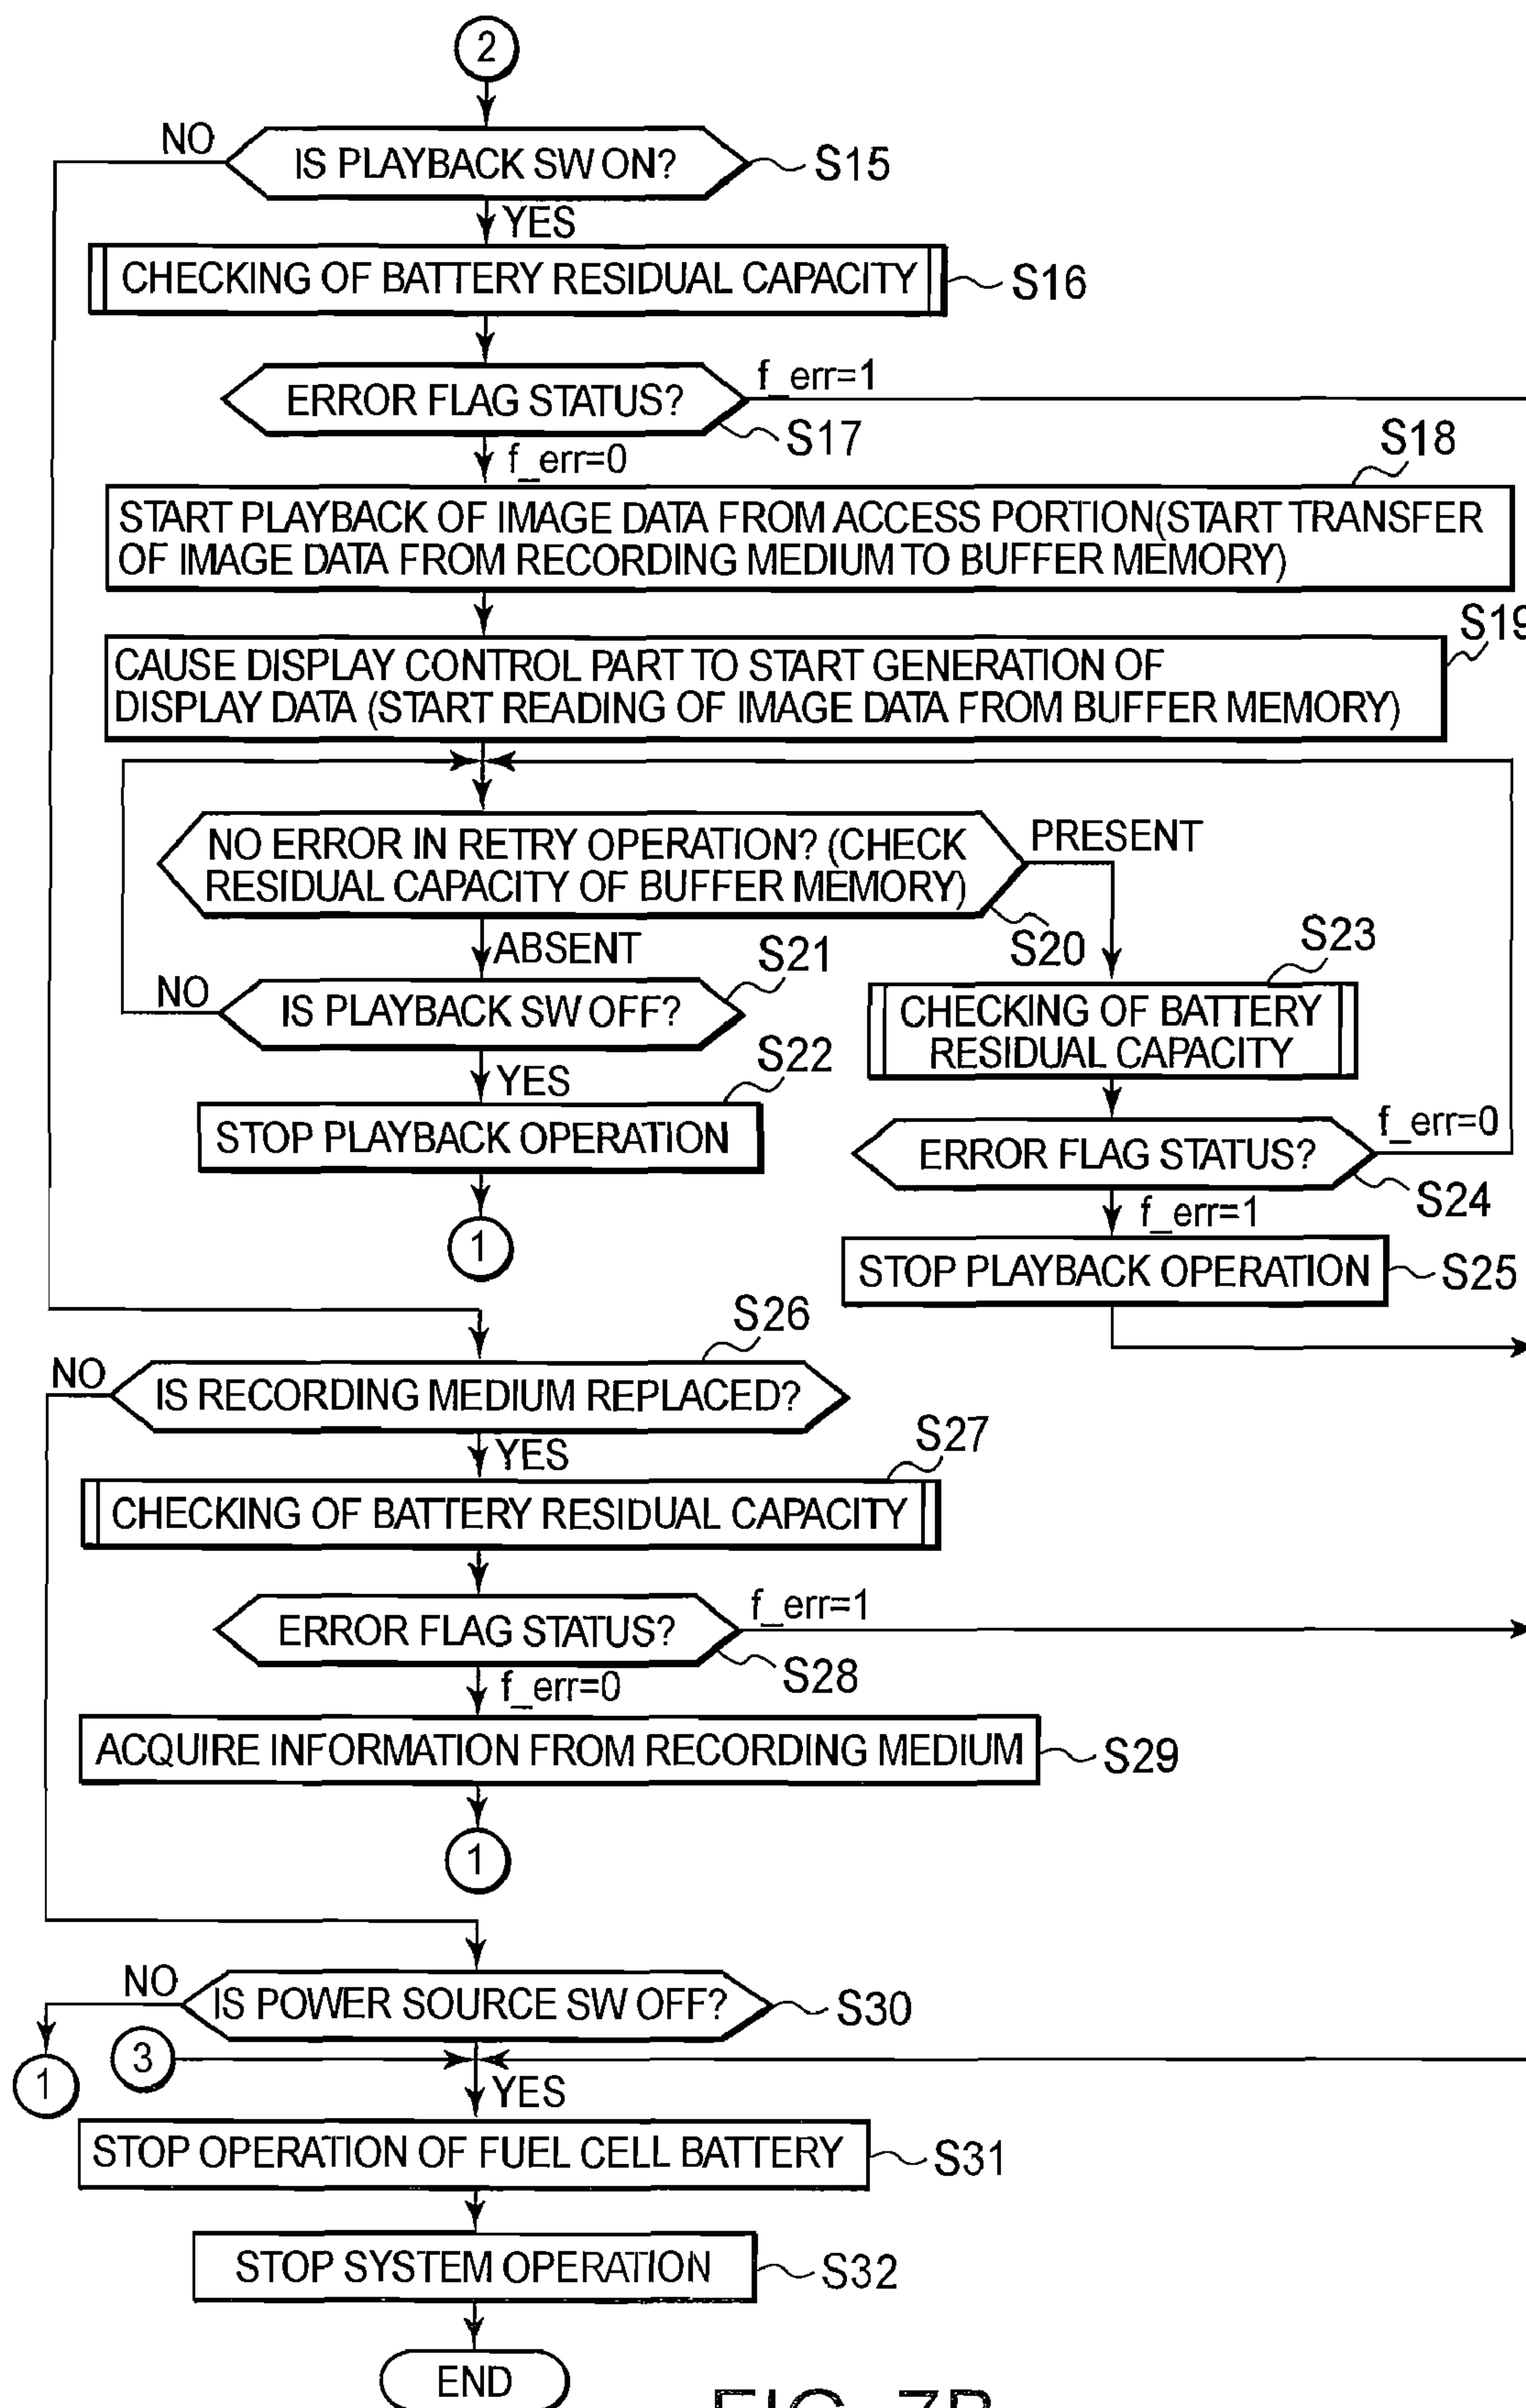 2
NO
IS PLAYBACK SW ON?
S15
YES
CHECKING OF BATTERY RESIDUAL CAPACITY
S16
f_err=1
ERROR FLAG STATUS?
S17
f_err=0
S18
START PLAYBACK OF IMAGE DATA FROM ACCESS PORTION(START TRANSFER
OF IMAGE DATA FROM RECORDING MEDIUM TO BUFFER MEMORY)
S19
CAUSE DISPLAY CONTROL PART TO START GENERATION OF
DISPLAY DATA (START READING OF IMAGE DATA FROM BUFFER MEMORY)
NO ERROR IN RETRY OPERATION? (CHECK
RESIDUAL CAPACITY OF BUFFER MEMORY)
PRESENT
S20
ABSENT
S21
NO
IS PLAYBACK SW OFF?
S23
CHECKING OF BATTERY
RESIDUAL CAPACITY
YES
S22
STOP PLAYBACK OPERATION
f_err=0
ERROR FLAG STATUS?
S24
f_err=1
1
STOP PLAYBACK OPERATION
S25
S26
NO
IS RECORDING MEDIUM REPLACED?
YES
S27
CHECKING OF BATTERY RESIDUAL CAPACITY
f_err=1
ERROR FLAG STATUS?
S28
f_err=0
ACQUIRE INFORMATION FROM RECORDING MEDIUM
S29
1
NO
IS POWER SOURCE SW OFF?
S30
3
1
YES
STOP OPERATION OF FUEL CELL BATTERY
S31
STOP SYSTEM OPERATION
S32
END
FIG. 7B